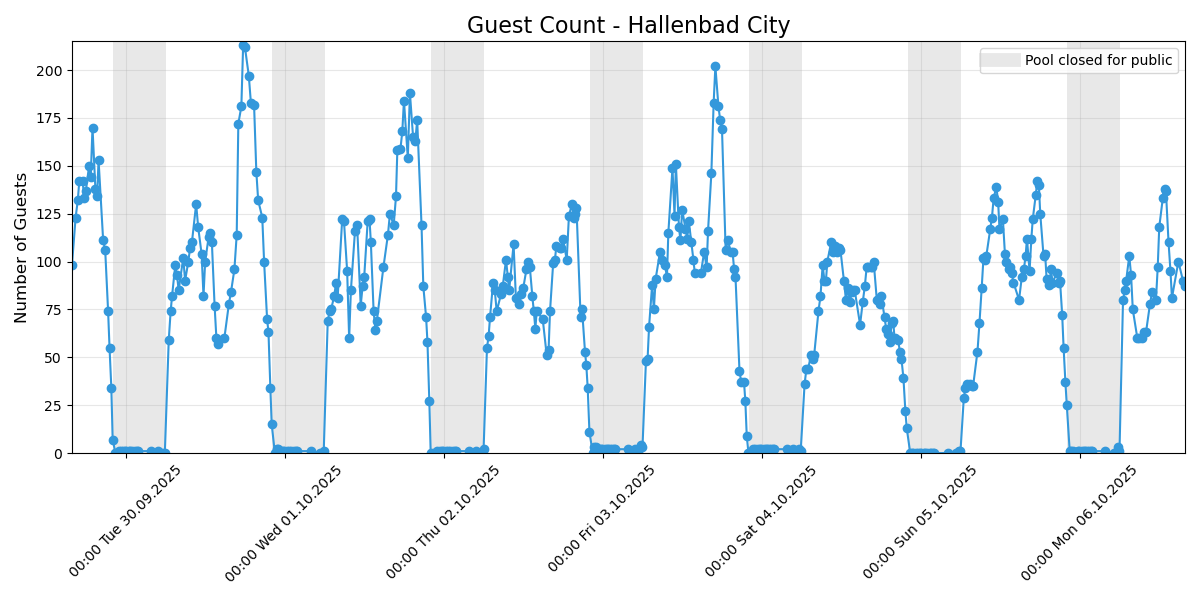 Guest Count - Hallenbad City
Pool closed for public
Number of Guests
200
175
150
125
100
75
50
25
0
00:00 Tue 30.09.2025
00:00 Wed 01.10.2025
00:00 Thu 02.10.2025
00:00 Fri 03.10.2025
00:00 Sat 04.10.2025
00:00 Sun 05.10.2025
00:00 Mon 06.10.2025